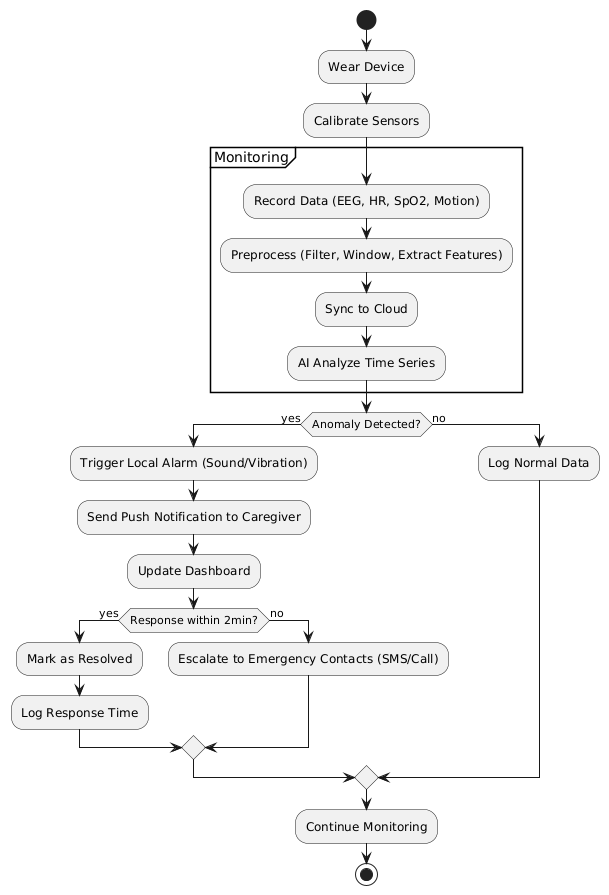 Wear Device
Calibrate Sensors
Monitoring
Record Data (EEG, HR, SpO2, Motion)
Preprocess (Filter, Window, Extract Features)
Sync to Cloud
AI Analyze Time Series
yes
Anomaly Detected?
no
Trigger Local Alarm (Sound/Vibration)
Log Normal Data
Send Push Notification to Caregiver
Update Dashboard
yes
Response within 2min?
no
Mark as Resolved
Escalate to Emergency Contacts (SMS/Call)
Log Response Time
Continue Monitoring